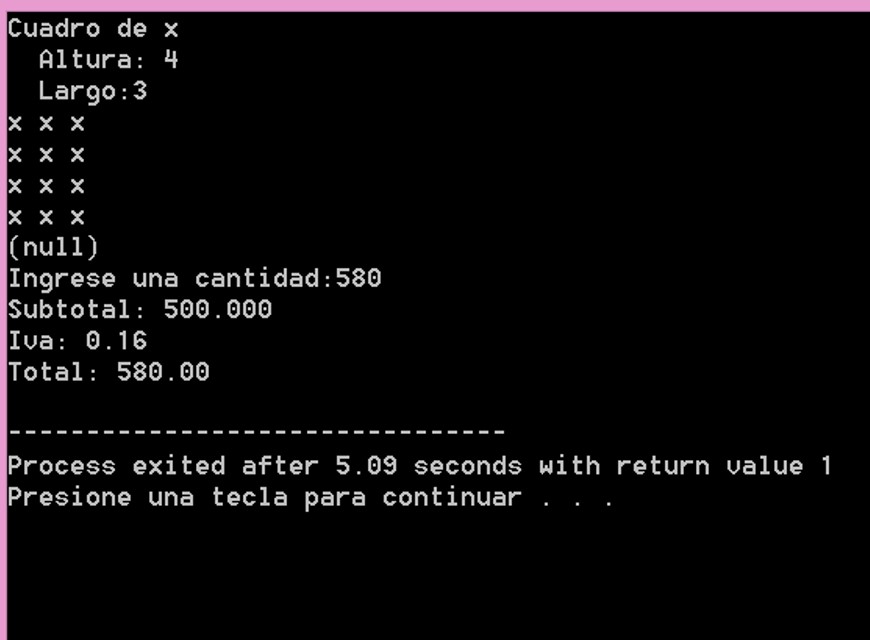 Cuadro de x
  Altura: 4
  Largo:3
x x x
x x x
x x x
x x x
(null)
Ingrese una cantidad:580
Subtotal: 500.000
Iva: 0.16
Total: 580.00

--------------------------------
Process exited after 5.09 seconds with return value 1
Presione una tecla para continuar . . .